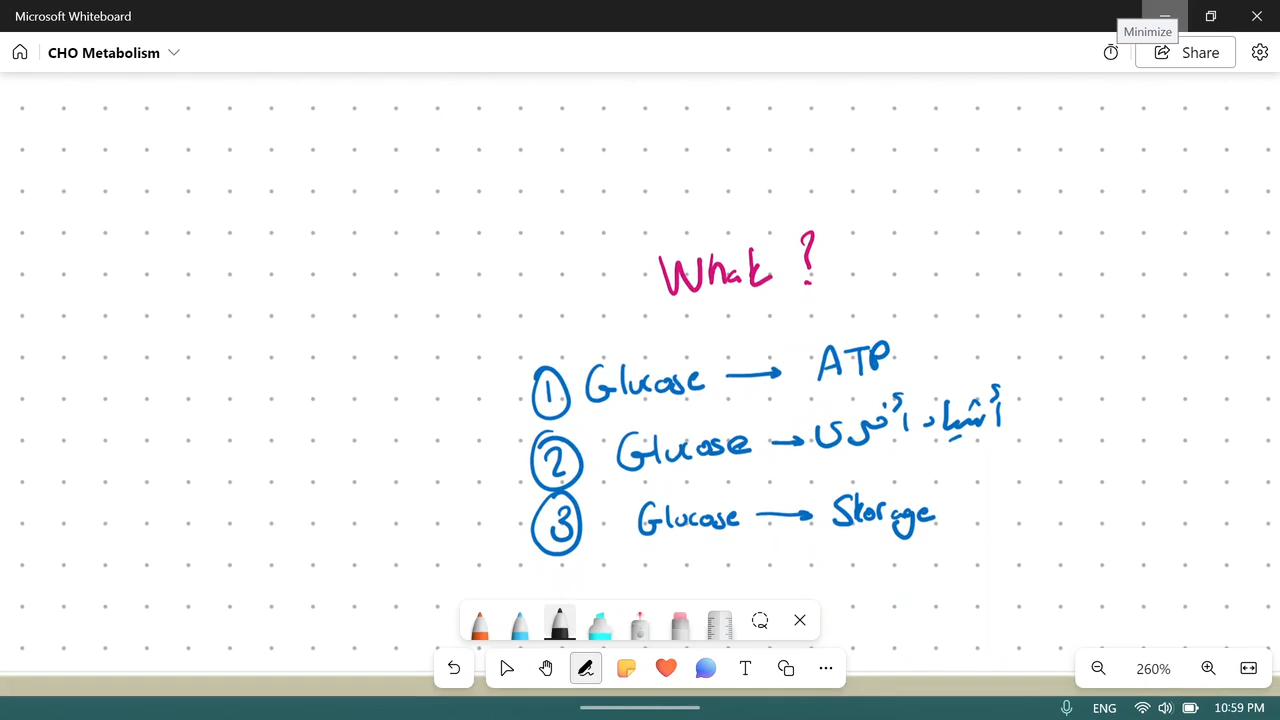 Microsoft Whiteboard
Minimize
CHO Metabolism
Share
What ?
1 Glucose → ATP
2 Glucose → أشياء أخرى
3 Glucose → Storage
260%
ENG
10:59 PM